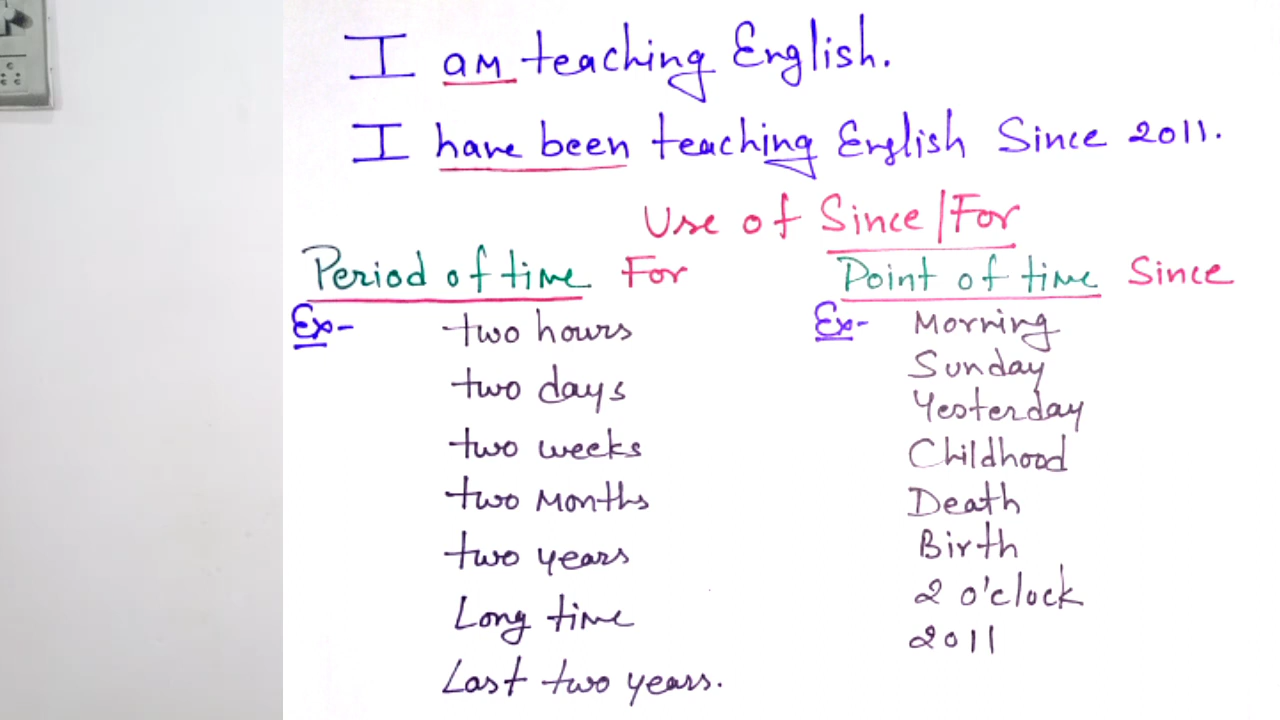 I am teaching English.
I have been teaching English Since 2011.
Use of Since/For
Period of time For
Ex- two hours
two days
two weeks
two Months
two years
Long time
Last two years.
Point of time Since
Ex- Morning
Sunday
Yesterday
Childhood
Death
Birth
2 o'clock
2011